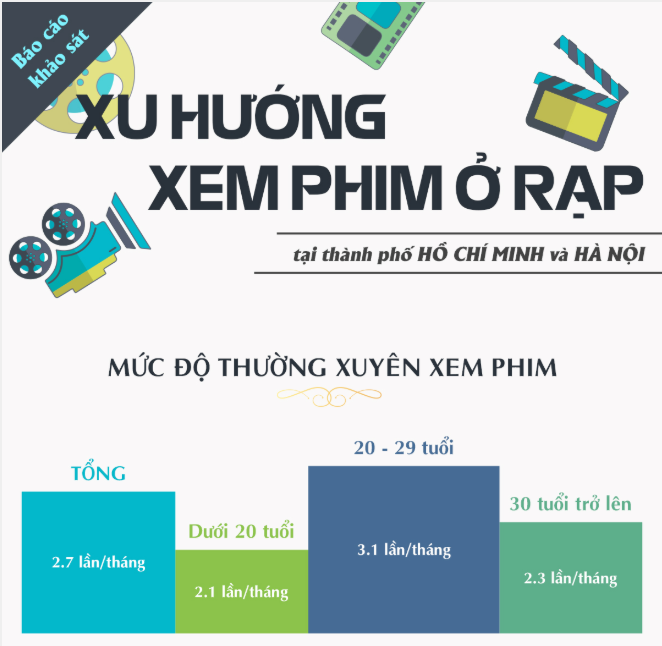 Báo cáo
khảo sát
XU HƯỚNG
XEM PHIM Ở RẠP
tại thành phố HỒ CHÍ MINH và HÀ NỘI
MỨC ĐỘ THƯỜNG XUYÊN XEM PHIM
TỔNG
2.7 lần/tháng
Dưới 20 tuổi
2.1 lần/tháng
20 - 29 tuổi
3.1 lần/tháng
30 tuổi trở lên
2.3 lần/tháng